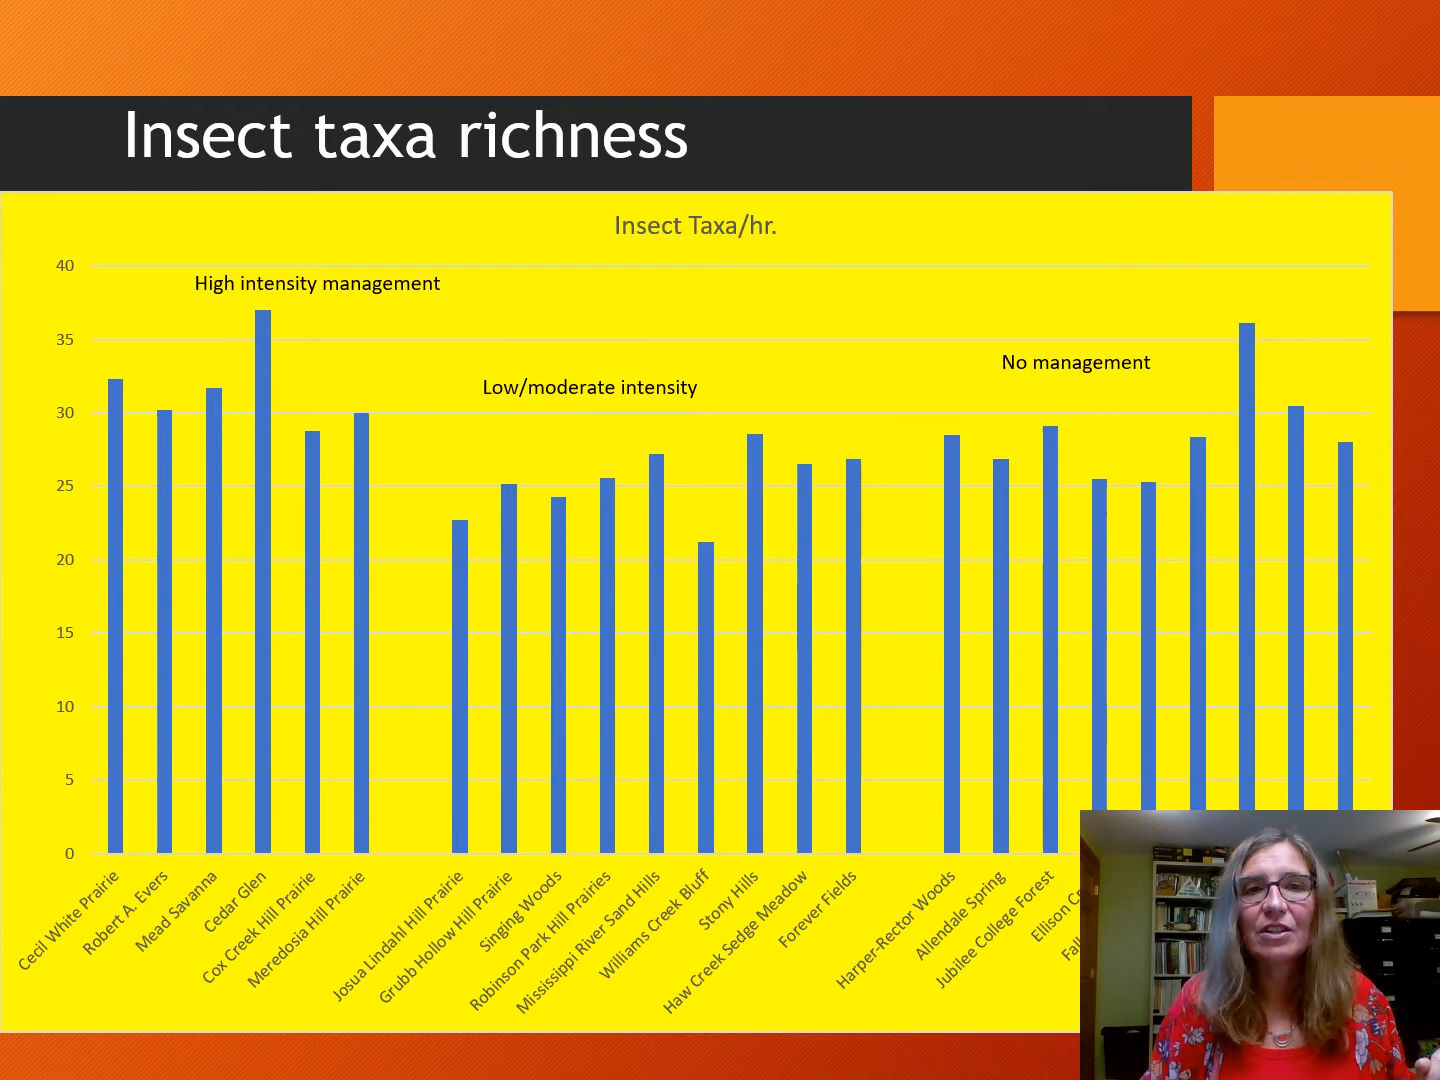 Insect taxa richness
Insect Taxa/hr.
40
High intensity management
35
No management
Low/moderate intensity
30
25
20
15
10
5
0
Cecil White Prairie
Robert A. Evers
Mead Savanna
Cedar Glen
Cox Creek Hill Prairie
Meredosia Hill Prairie
Josua Lindahl Hill Prairie
Grubb Hollow Hill Prairie
Singing Woods
Robinson Park Hill Prairies
Mississippi River Sand Hills
Williams Creek Bluff
Stony Hills
Haw Creek Sedge Meadow
Forever Fields
Harper-Rector Woods
Allendale Spring
Jubilee College Forest
Ellison